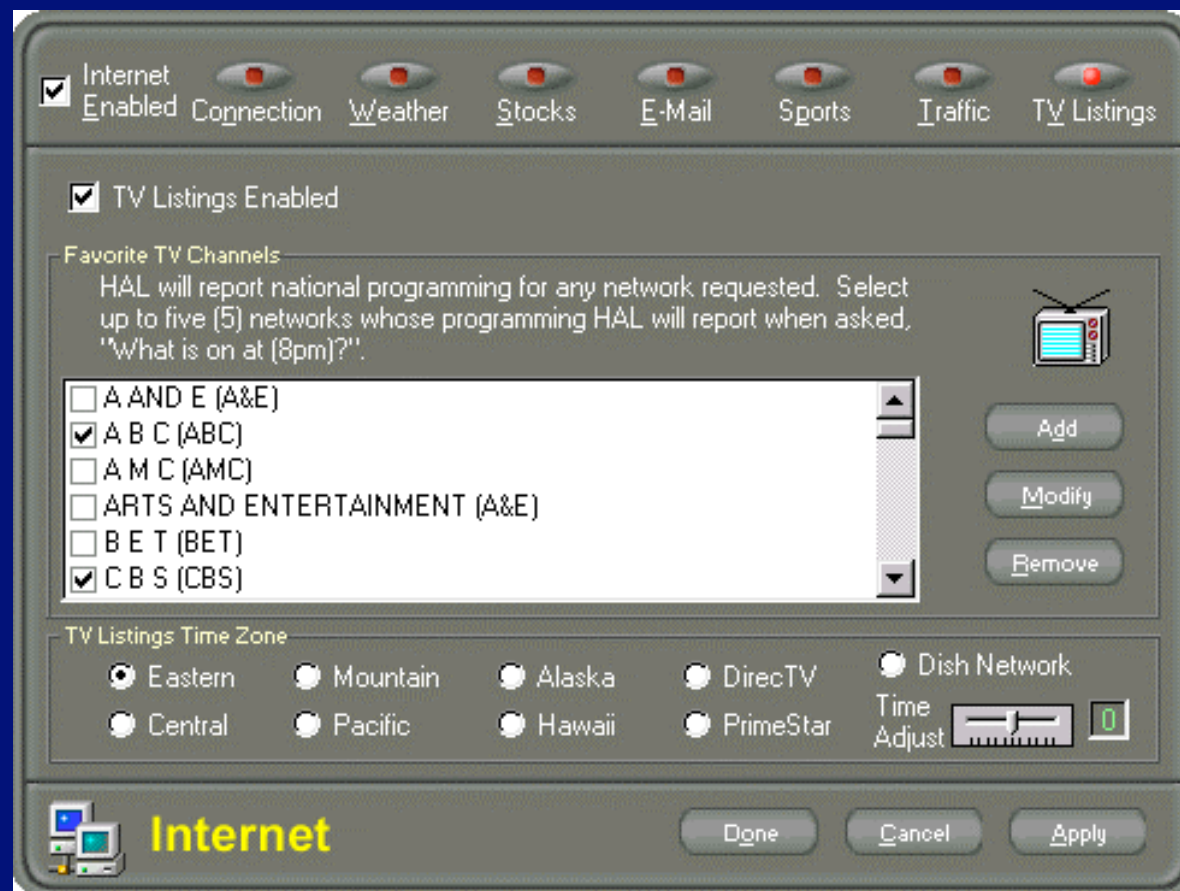 Internet
Enabled
Connection
Weather
Stocks
E-Mail
Sports
Traffic
TV Listings
TV Listings Enabled
Favorite TV Channels
HAL will report national programming for any network requested.  Select
up to five (5) networks whose programming HAL will report when asked,
"What is on at (8pm)?".
A AND E (A&E)
A B C (ABC)
A M C (AMC)
ARTS AND ENTERTAINMENT (A&E)
B E T (BET)
C B S (CBS)
Add
Modify
Remove
TV Listings Time Zone
Eastern
Mountain
Alaska
DirecTV
Dish Network
Central
Pacific
Hawaii
PrimeStar
Time
Adjust
0
Internet
Done
Cancel
Apply